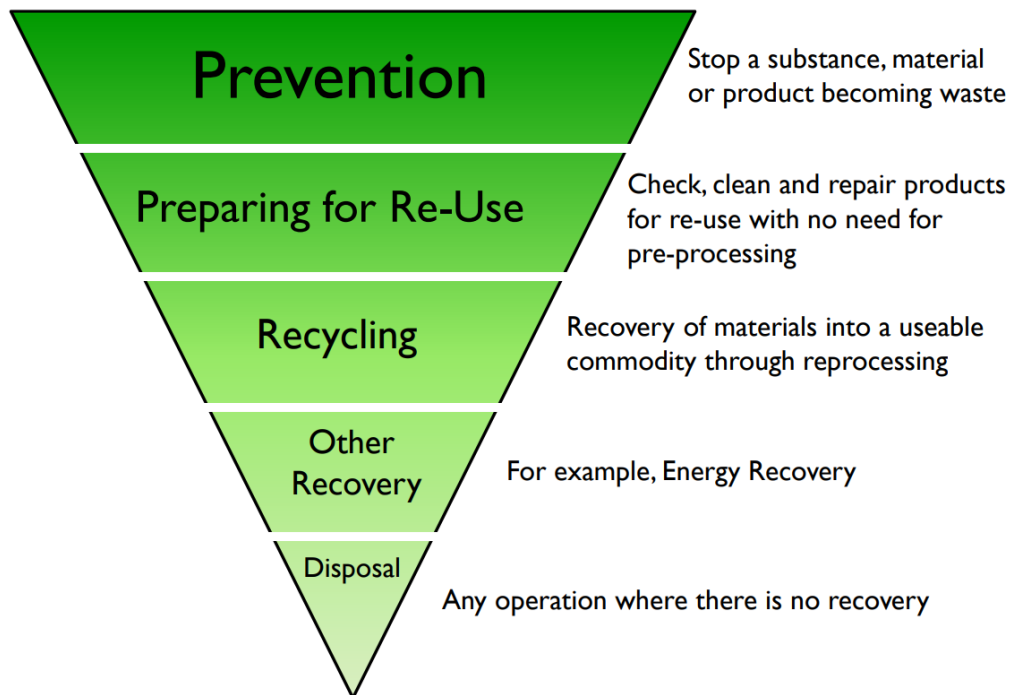 Prevention
Stop a substance, material
or product becoming waste
Preparing for Re-Use
Check, clean and repair products
for re-use with no need for
pre-processing
Recycling
Recovery of materials into a useable
commodity through reprocessing
Other
Recovery
For example, Energy Recovery
Disposal
Any operation where there is no recovery